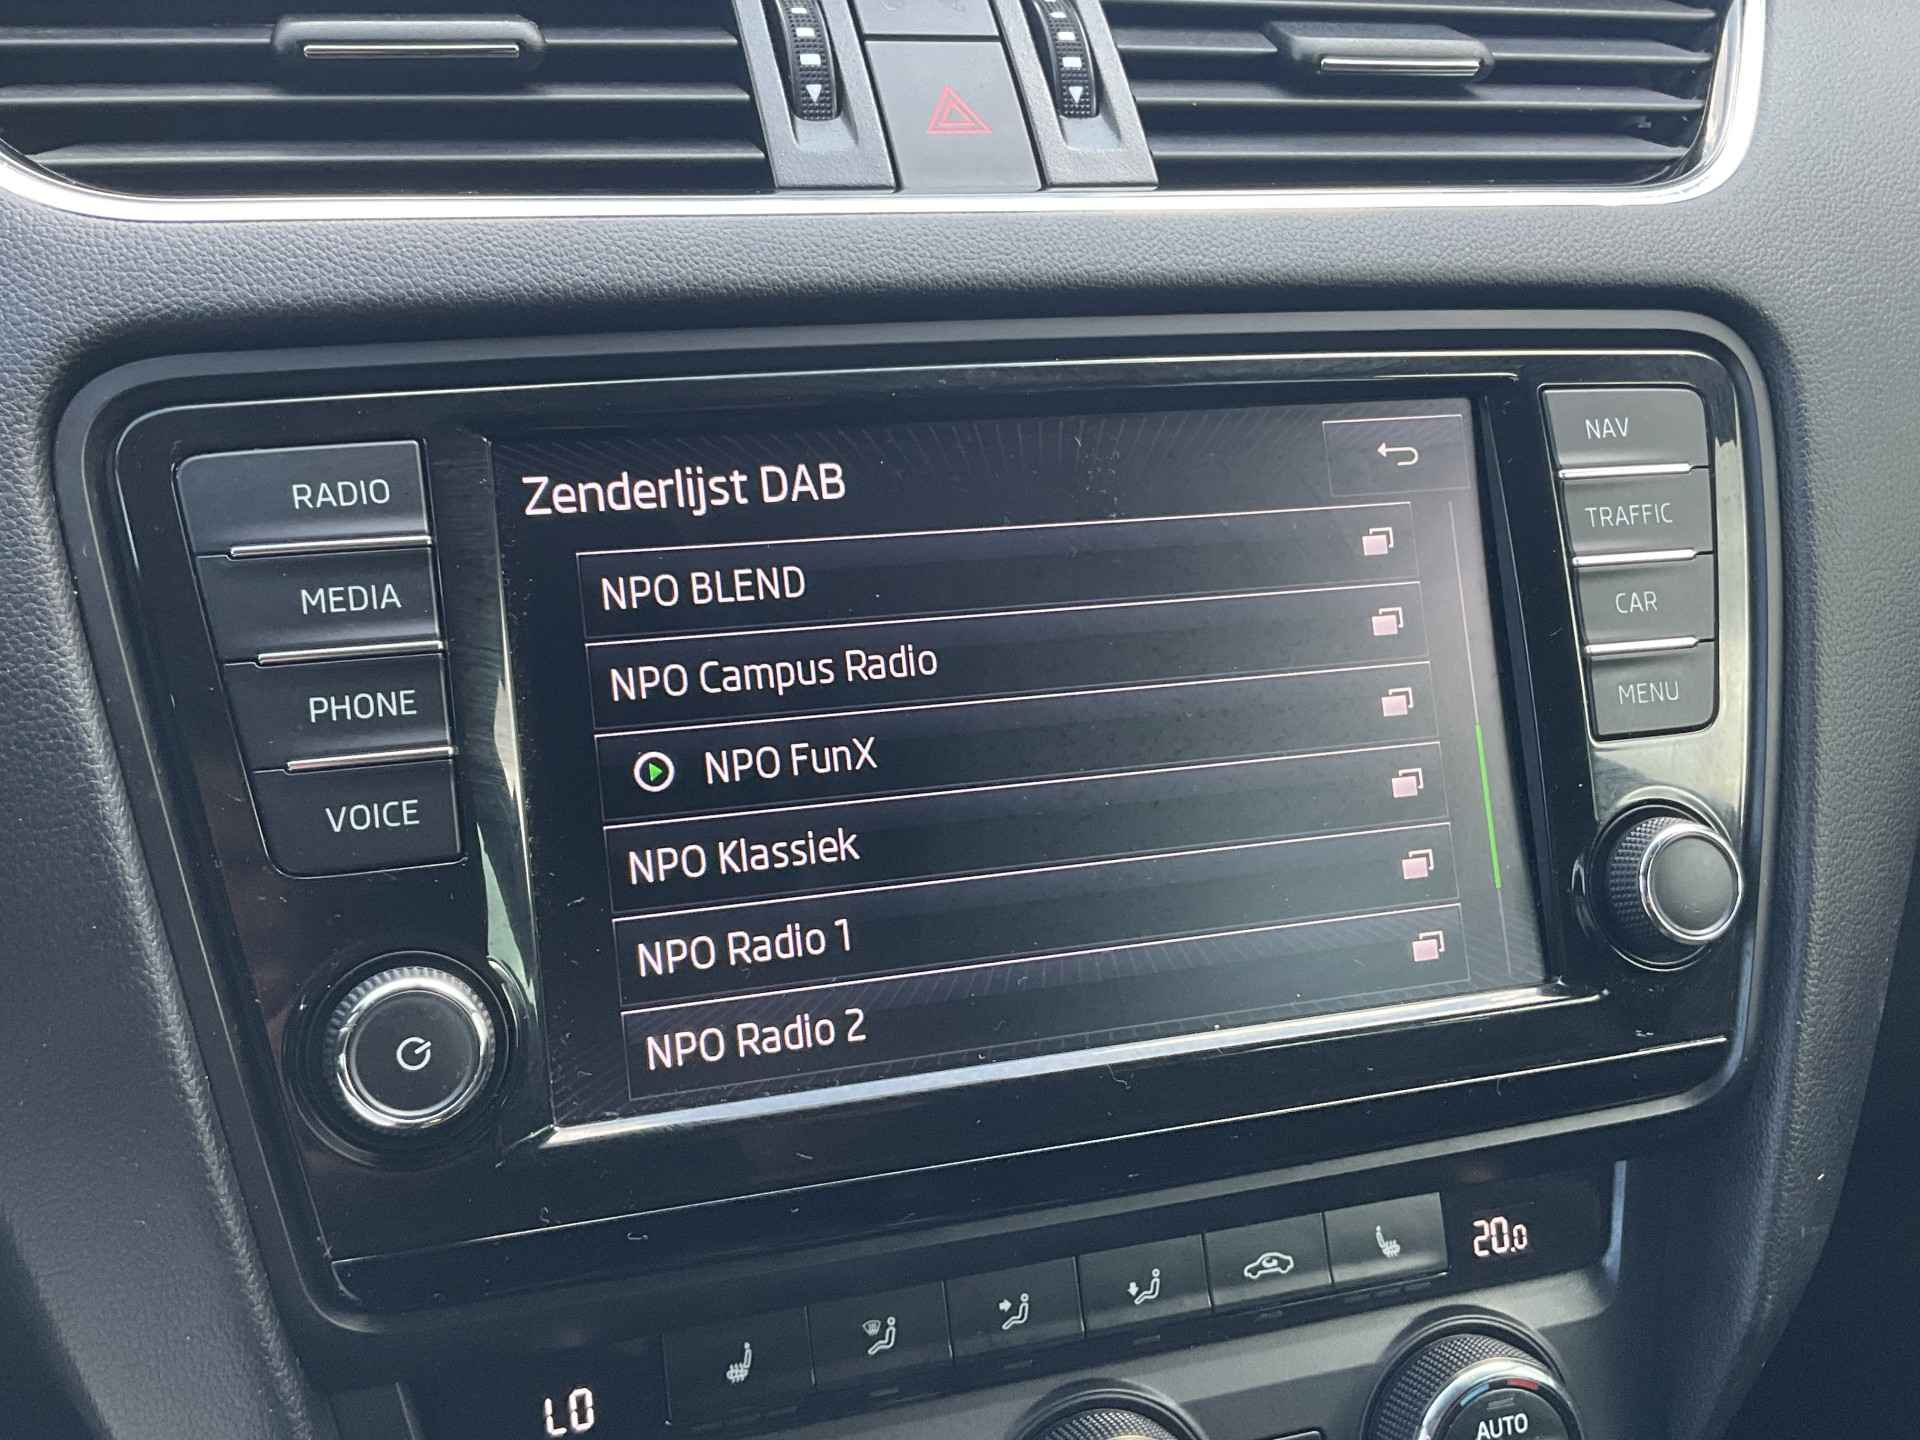 RADIO
MEDIA
PHONE
VOICE
Zenderlijst DAB
NPO BLEND
NPO Campus Radio
NPO FunX
NPO Klassiek
NPO Radio 1
NPO Radio 2
NAV
TRAFFIC
CAR
MENU
LO
20.0
AUTO